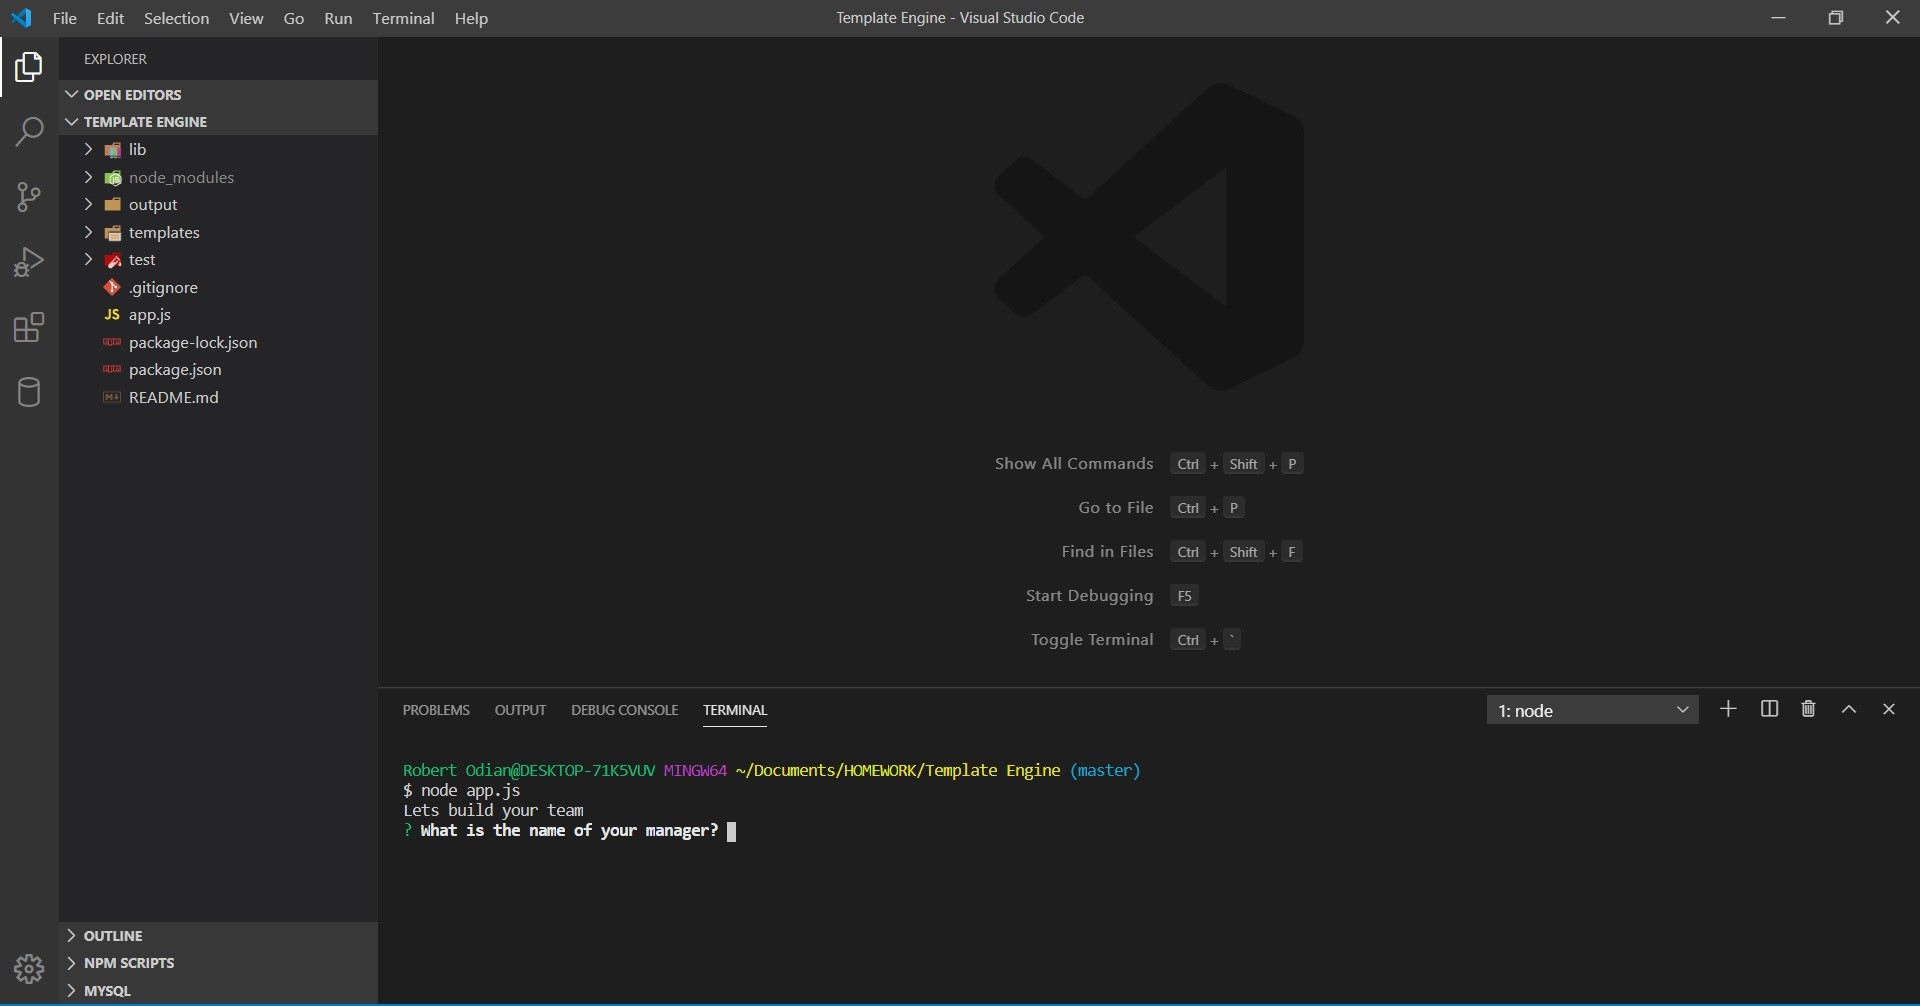 File Edit Selection View Go Run Terminal Help
Template Engine - Visual Studio Code
EXPLORER
OPEN EDITORS
TEMPLATE ENGINE
lib
node_modules
output
templates
test
.gitignore
JS app.js
package-lock.json
package.json
README.md
OUTLINE
NPM SCRIPTS
MYSQL
Show All Commands Ctrl + Shift + P
Go to File Ctrl + P
Find in Files Ctrl + Shift + F
Start Debugging F5
Toggle Terminal Ctrl + `
PROBLEMS OUTPUT DEBUG CONSOLE TERMINAL
1: node
Robert Odian@DESKTOP-71K5VUV MINGW64 ~/Documents/HOMEWORK/Template Engine (master)
$ node app.js
Lets build your team
? What is the name of your manager?